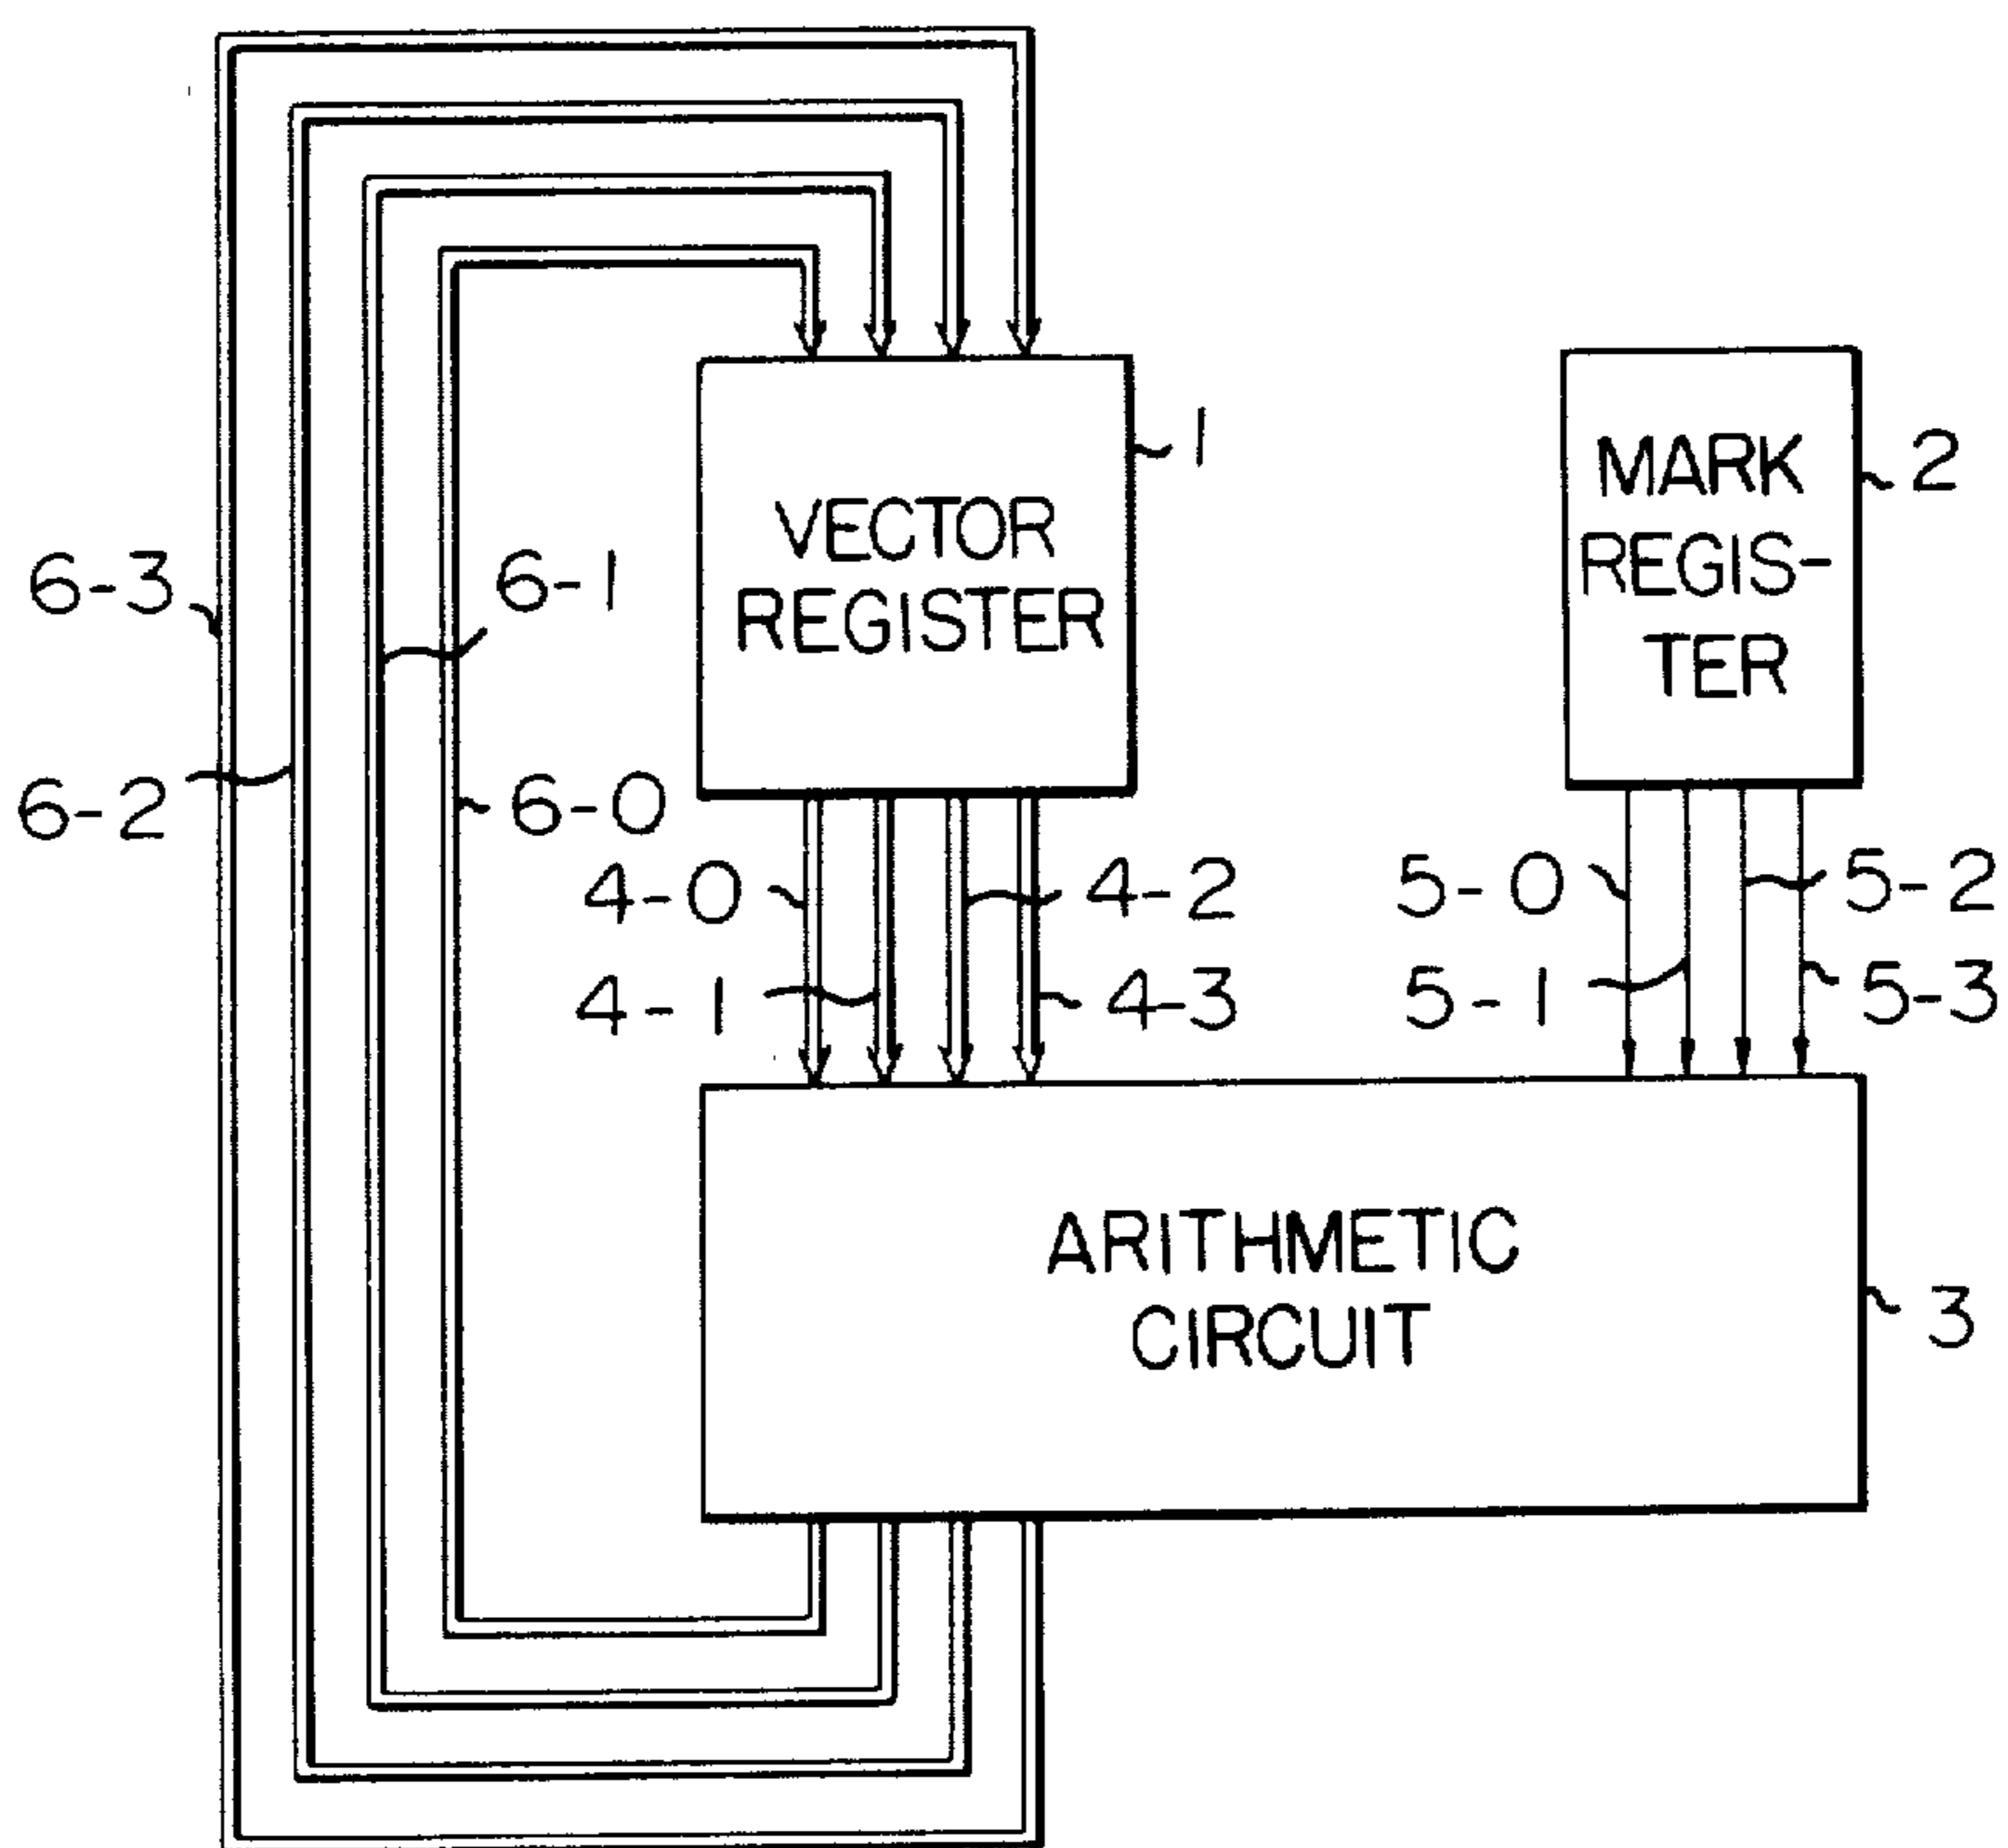 1
2
VECTOR
REGISTER
MARK
REGIS-
TER
6-3
6-1
6-2
6-0
4-0
4-2
5-0
5-2
4-1
4-3
5-1
5-3
ARITHMETIC
CIRCUIT
3